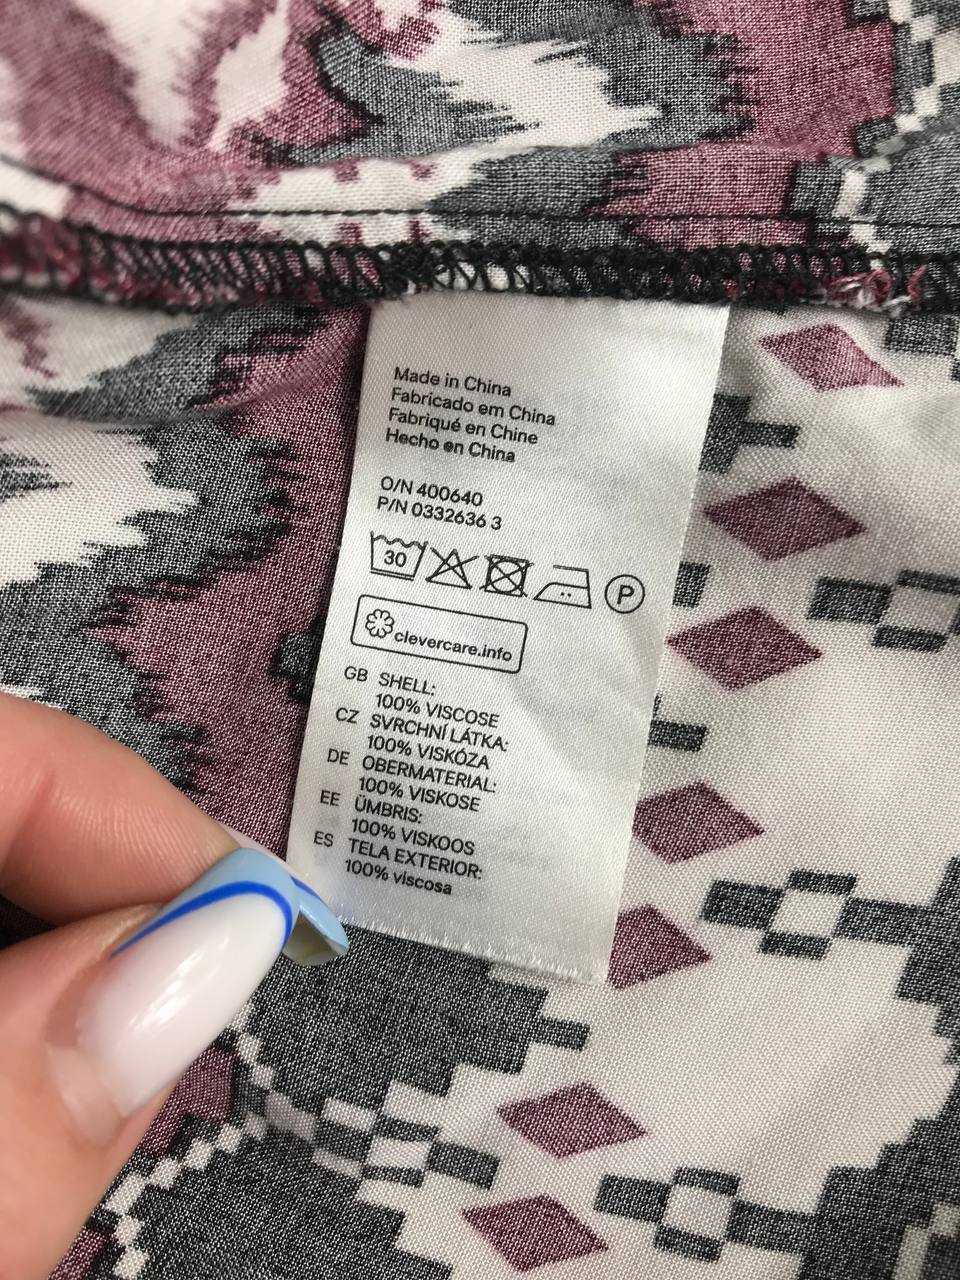 Made in China
Fabricado em China
Fabriqué en Chine
Hecho en China
O/N 400640
P/N 0332636 3
30
P
clevercare.info
GB SHELL:
100% VISCOSE
CZ SVRCHNÍ LÁTKA:
100% VISKÓZA
DE OBERMATERIAL:
100% VISKOSE
EE ÜMBRIS:
100% VISKOOS
ES TELA EXTERIOR:
100% viscosa